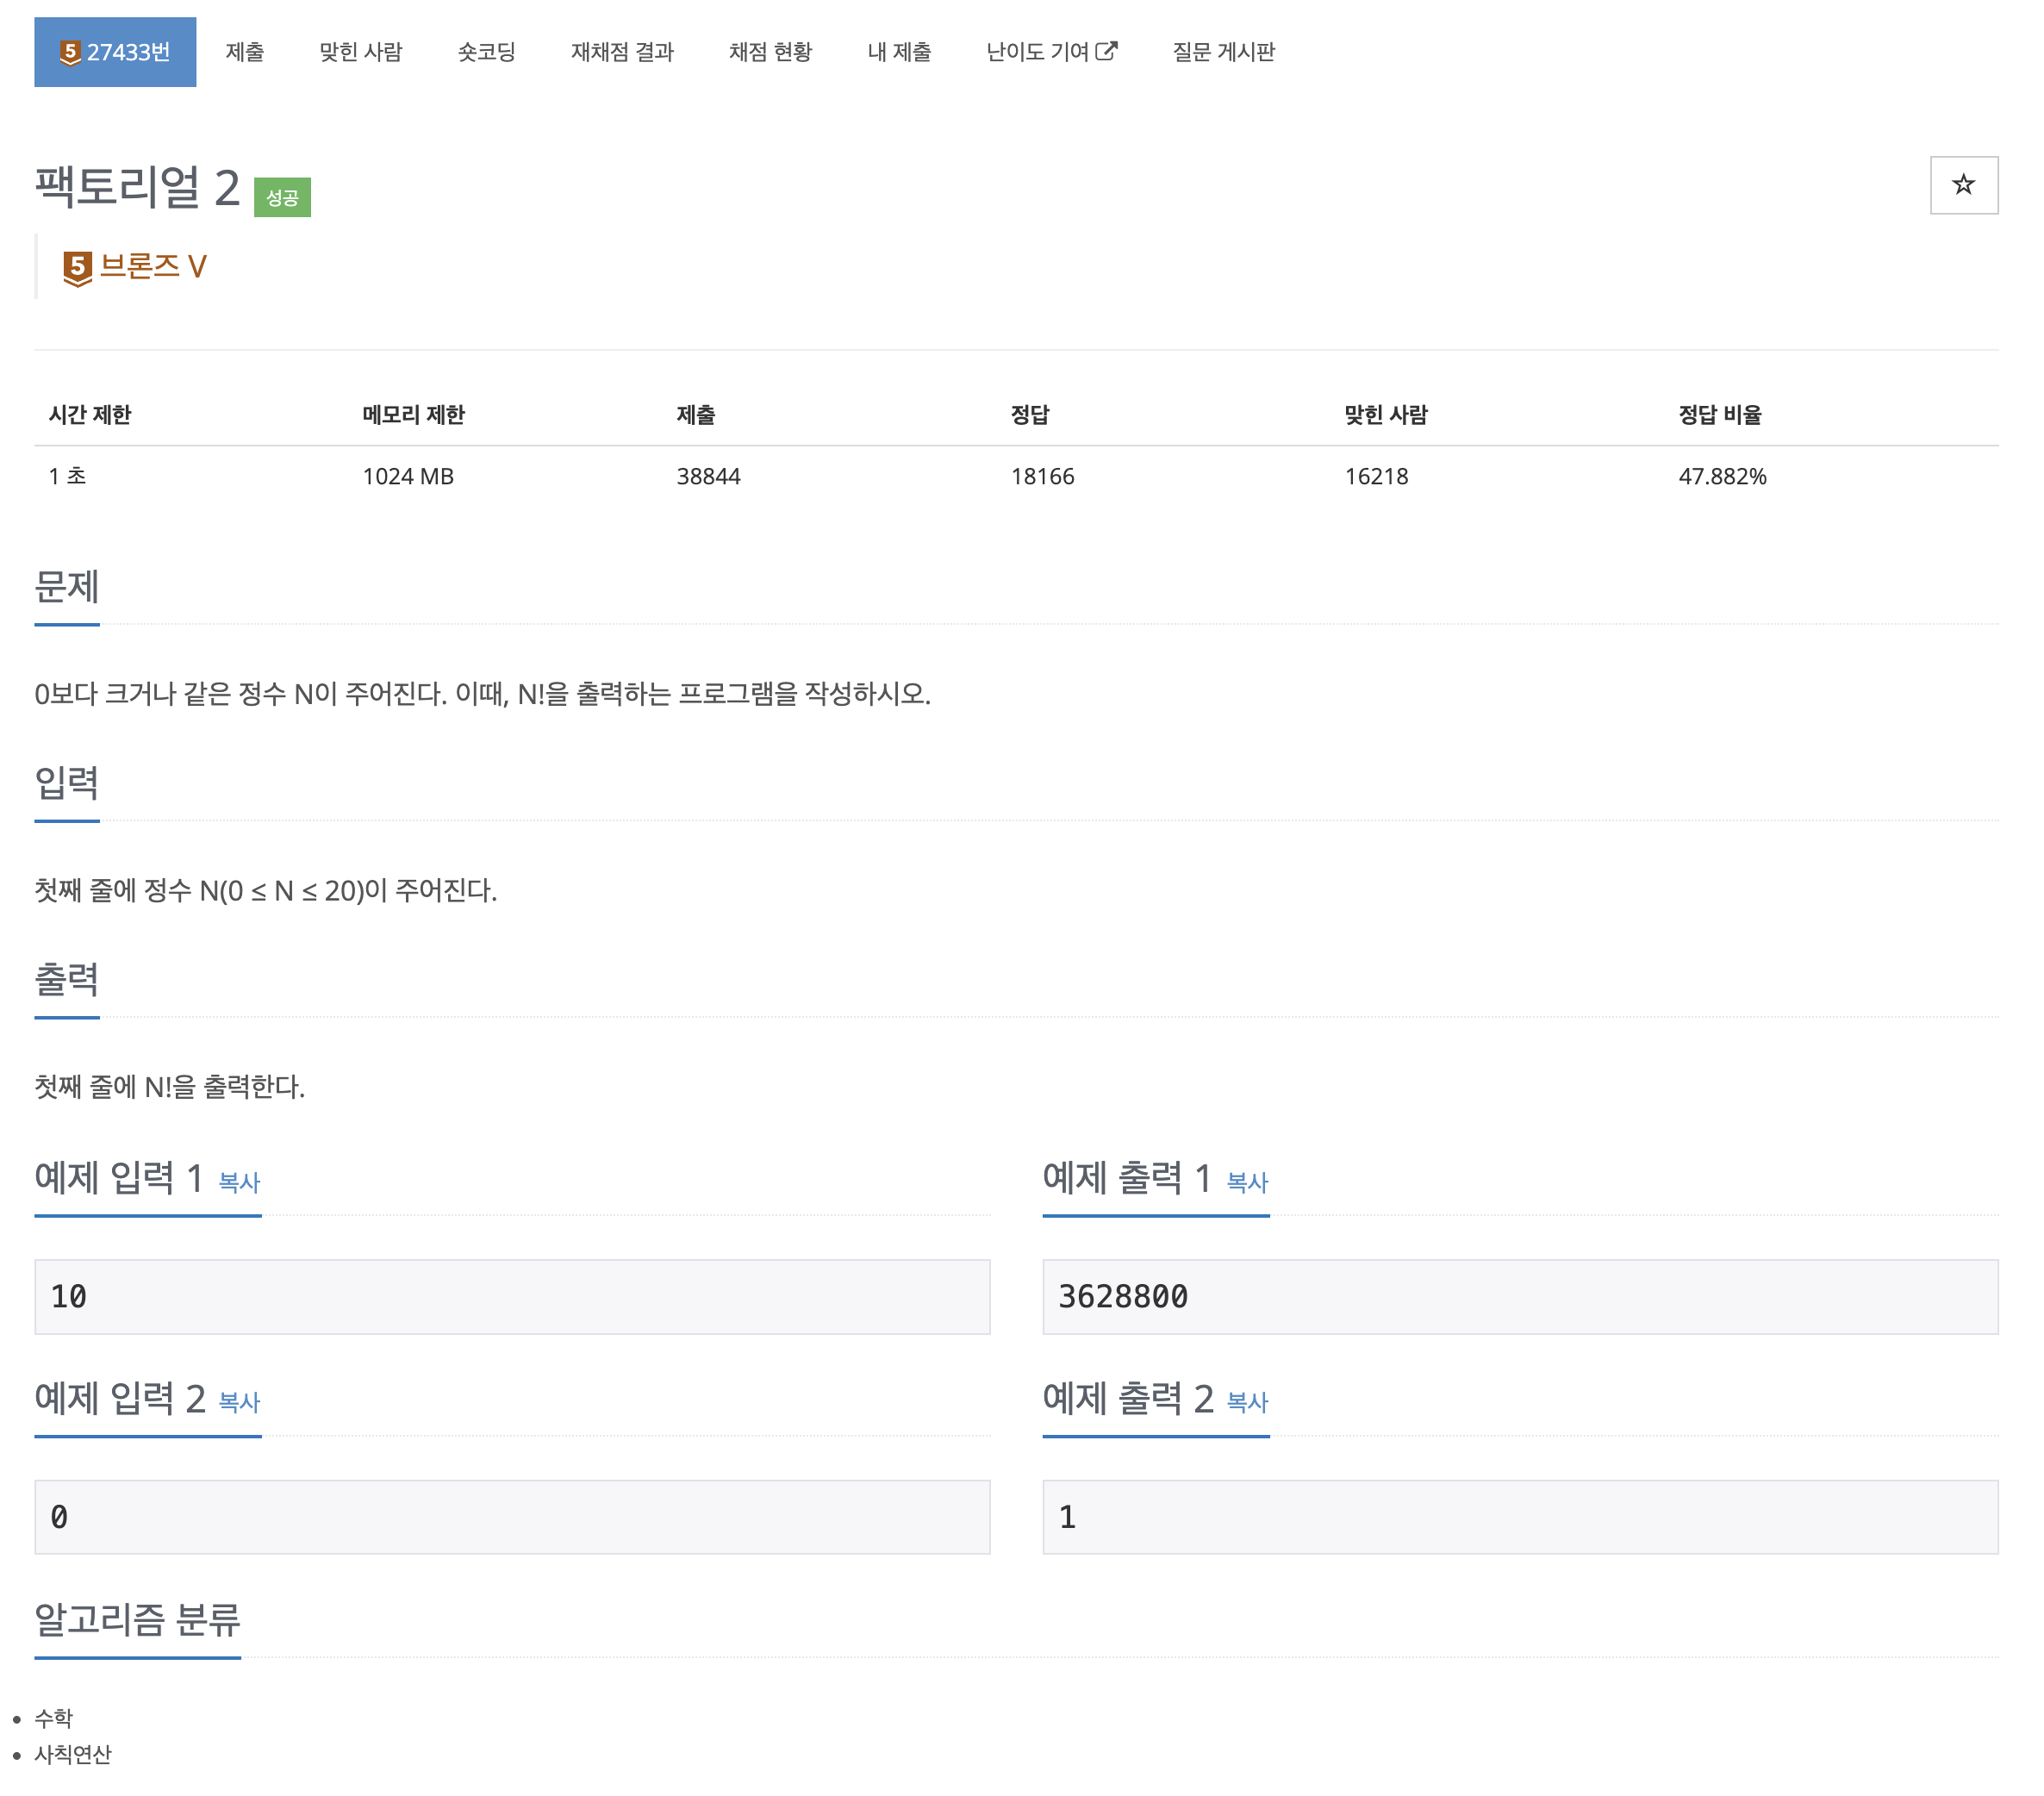 5 27433번 제출 맞힌 사람 숏코딩 재채점 결과 채점 현황 내 제출 난이도 기여 질문 게시판
팩토리얼 2 성공
5 브론즈 V
시간 제한 메모리 제한 제출 정답 맞힌 사람 정답 비율
1 초 1024 MB 38844 18166 16218 47.882%
문제
0보다 크거나 같은 정수 N이 주어진다. 이때, N!을 출력하는 프로그램을 작성하시오.
입력
첫째 줄에 정수 N(0 ≤ N ≤ 20)이 주어진다.
출력
첫째 줄에 N!을 출력한다.
예제 입력 1 복사 예제 출력 1 복사
10 3628800
예제 입력 2 복사 예제 출력 2 복사
0 1
알고리즘 분류
수학
사칙연산